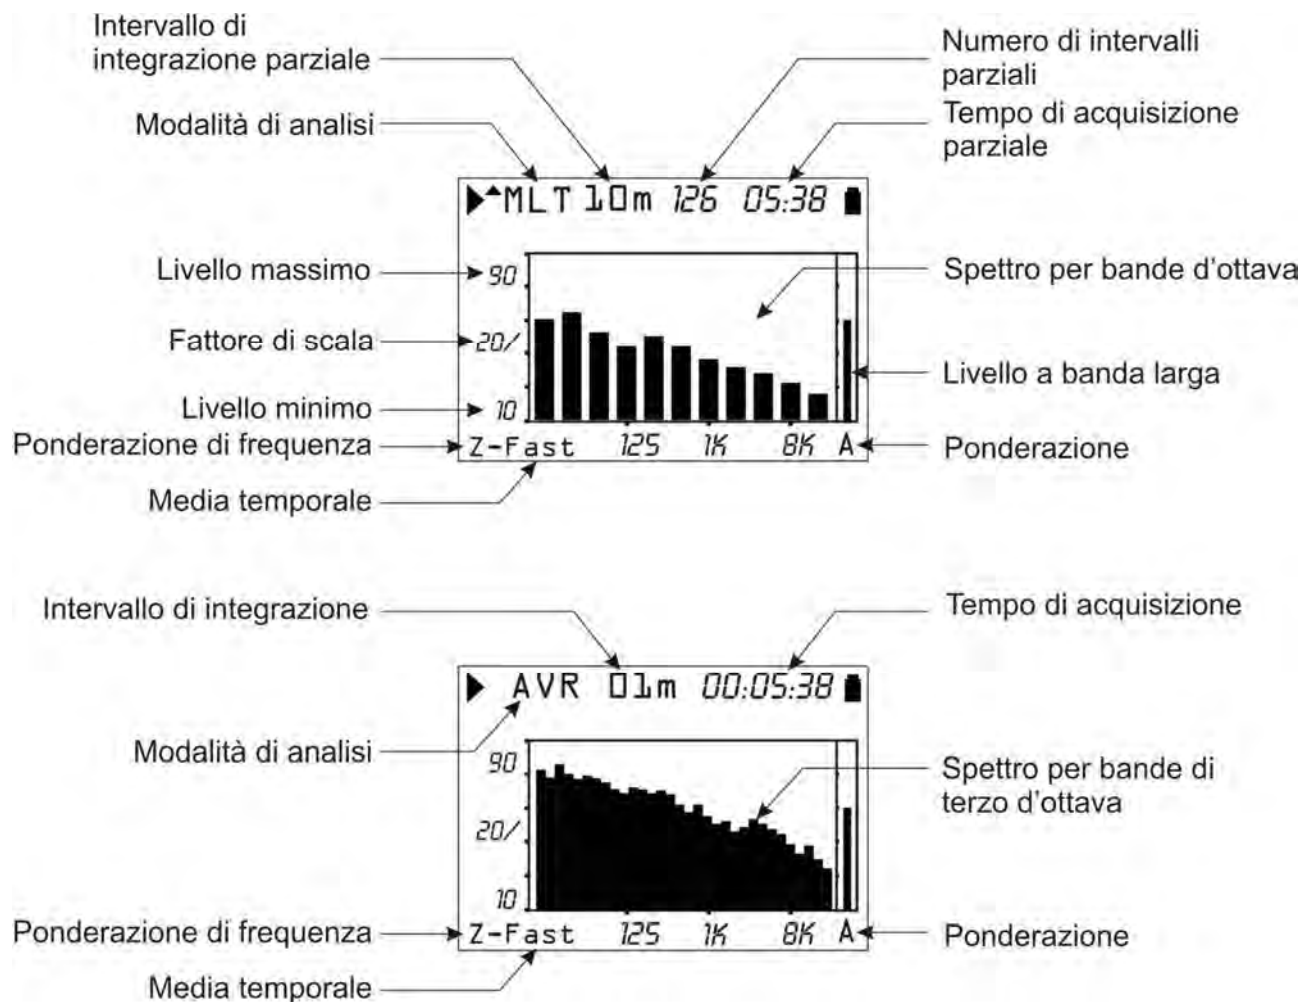 Intervallo di
integrazione parziale
Numero di intervalli
parziali
Modalità di analisi
Tempo di acquisizione
parziale
MLT 10m 126 05:38
Livello massimo
90
Spettro per bande d'ottava
Fattore di scala
20/
Livello a banda larga
Livello minimo
10
Ponderazione di frequenza
Z-Fast 125 1K 8K A
Ponderazione
Media temporale
Intervallo di integrazione
Tempo di acquisizione
AVR 01m 00:05:38
Modalità di analisi
90
Spettro per bande di
terzo d'ottava
20/
10
Ponderazione di frequenza
Z-Fast 125 1K 8K A
Ponderazione
Media temporale